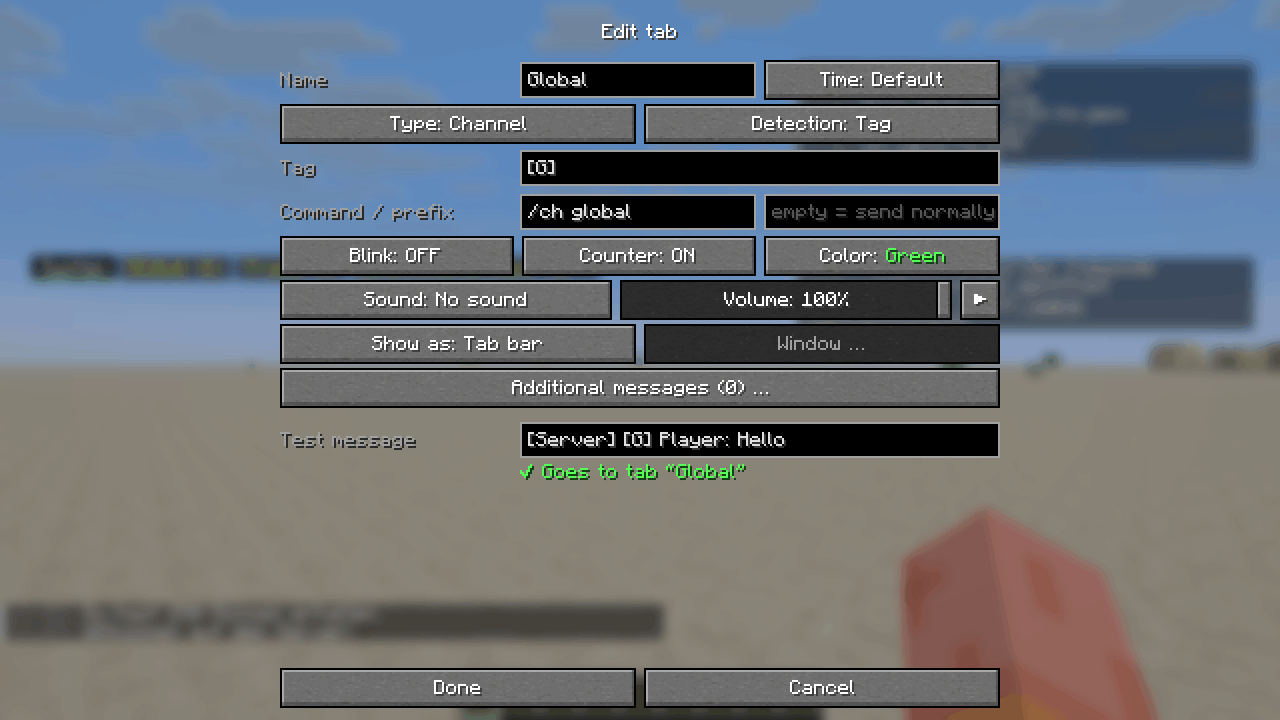 Edit tab
Name Global Time: Default
Type: Channel Detection: Tag
Tag [G]
Command / prefix /ch global empty = send normally
Blink: OFF Counter: ON Color: Green
Sound: No sound Volume: 100% ►
Show as: Tab bar Window ...
Additional messages (0) ...
Test message [Server] [G] Player: Hello
✓ Goes to tab "Global"
Done Cancel